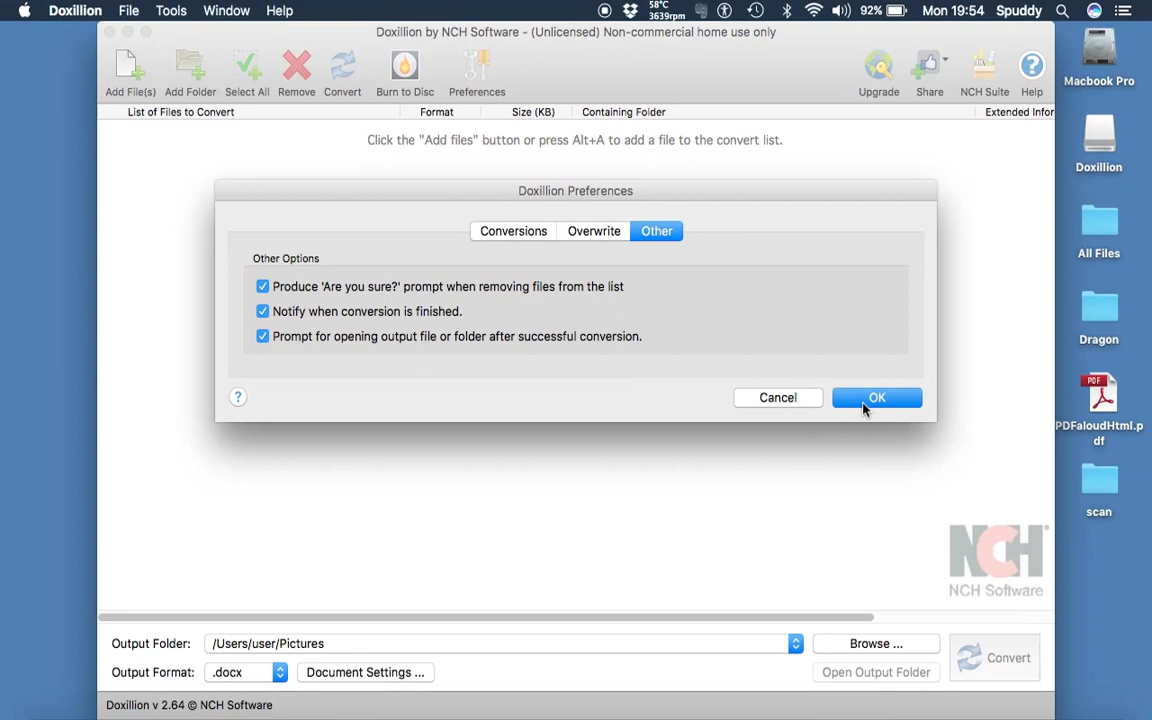 Doxillion File Tools Window Help 58°C 3639rpm 92% Mon 19:54 Spuddy
Doxillion by NCH Software - (Unlicensed) Non-commercial home use only
Add File(s) Add Folder Select All Remove Convert Burn to Disc Preferences Upgrade Share NCH Suite Help
List of Files to Convert Format Size (KB) Containing Folder Extended Infor
Click the "Add files" button or press Alt+A to add a file to the convert list.
Doxillion Preferences
Conversions Overwrite Other
Other Options
Produce 'Are you sure?' prompt when removing files from the list
Notify when conversion is finished.
Prompt for opening output file or folder after successful conversion.
? Cancel OK
NCH
NCH Software
Output Folder: /Users/user/Pictures Browse ... Convert
Output Format: .docx Document Settings ... Open Output Folder
Doxillion v 2.64 © NCH Software
Macbook Pro
Doxillion
All Files
Dragon
PDF
PDFaloudHtml.p
df
scan